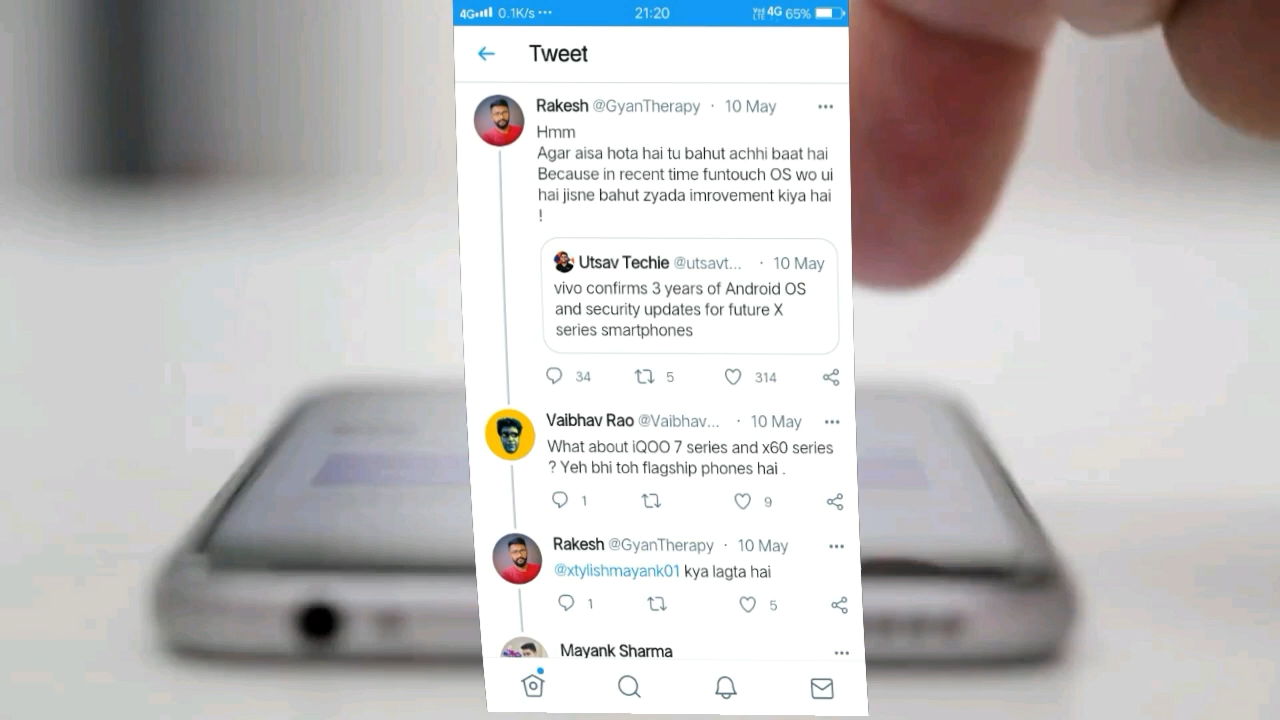 4G 0.1K/s ... 21:20 4G 65%
Tweet
Rakesh @GyanTherapy · 10 May
Hmm
Agar aisa hota hai tu bahut achhi baat hai
Because in recent time funtouch OS wo ui
hai jisne bahut zyada imrovement kiya hai
!
Utsav Techie @utsavt... · 10 May
vivo confirms 3 years of Android OS
and security updates for future X
series smartphones
34 5 314
Vaibhav Rao @Vaibhav... · 10 May
What about iQOO 7 series and x60 series
? Yeh bhi toh flagship phones hai .
1 9
Rakesh @GyanTherapy · 10 May
@xtylishmayank01 kya lagta hai
1 5
Mayank Sharma